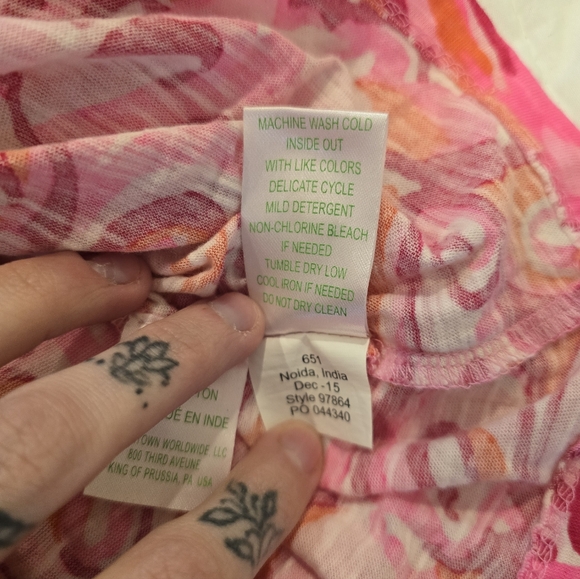 MACHINE WASH COLD
INSIDE OUT
WITH LIKE COLORS
DELICATE CYCLE
MILD DETERGENT
NON-CHLORINE BLEACH
IF NEEDED
TUMBLE DRY LOW
COOL IRON IF NEEDED
DO NOT DRY CLEAN
651
Noida, India
Dec -15
Style 97864
PO 044340
DE EN INDE
TOWN WORLDWIDE. LLC
800 THIRD AVEUNE
KING OF PRUSSIA, PA USA